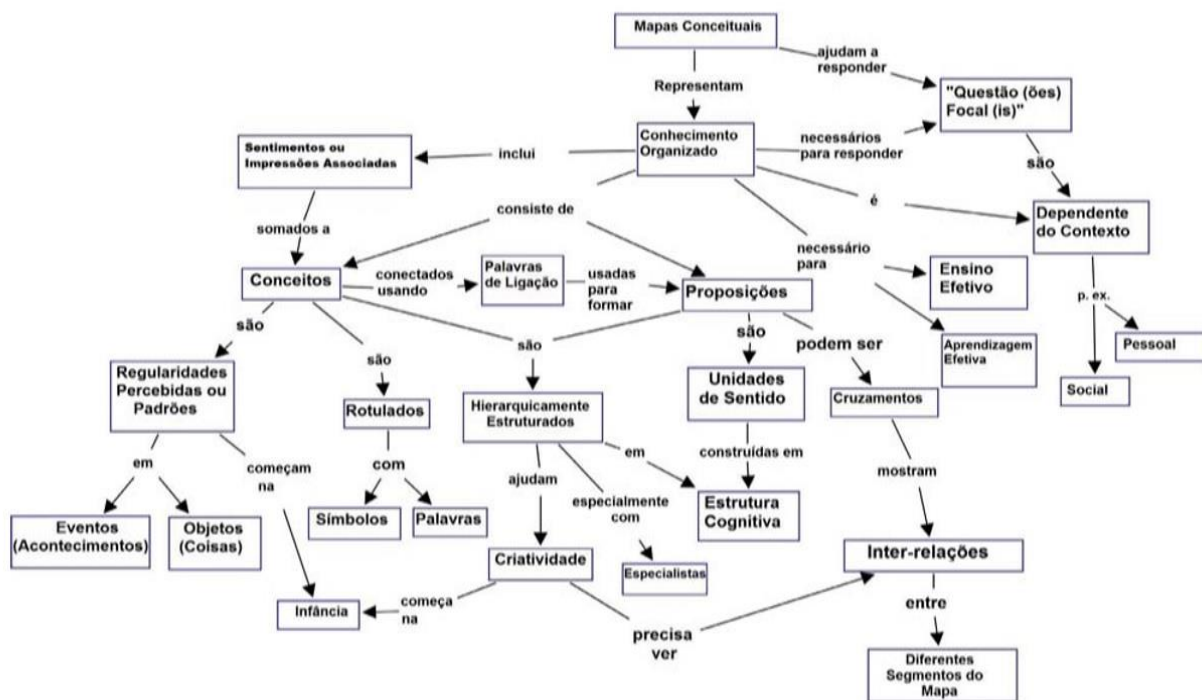 Mapas Conceituais
ajudam a
responder
Representam
"Questão (ões)
Focal (is)"
Conhecimento
Organizado
Sentimentos ou
Impressões Associadas
inclui
necessários
para responder
são
é
consiste de
Dependente
do Contexto
somados a
necessário
para
Conceitos
conectados
usando
Palavras
de Ligação
usadas
para
formar
Proposições
Ensino
Efetivo
p. ex.
são
são
são
são
podem ser
Aprendizagem
Efetiva
Pessoal
Social
Regularidades
Percebidas ou
Padrões
Rotulados
Hierarquicamente
Estruturados
Unidades
de Sentido
Cruzamentos
em
começam
na
com
ajudam
em
especialmente
com
construídas em
mostram
Eventos
(Acontecimentos)
Objetos
(Coisas)
Símbolos
Palavras
Estrutura
Cognitiva
Criatividade
Especialistas
Inter-relações
Infância
começa
na
precisa
ver
entre
Diferentes
Segmentos do
Mapa